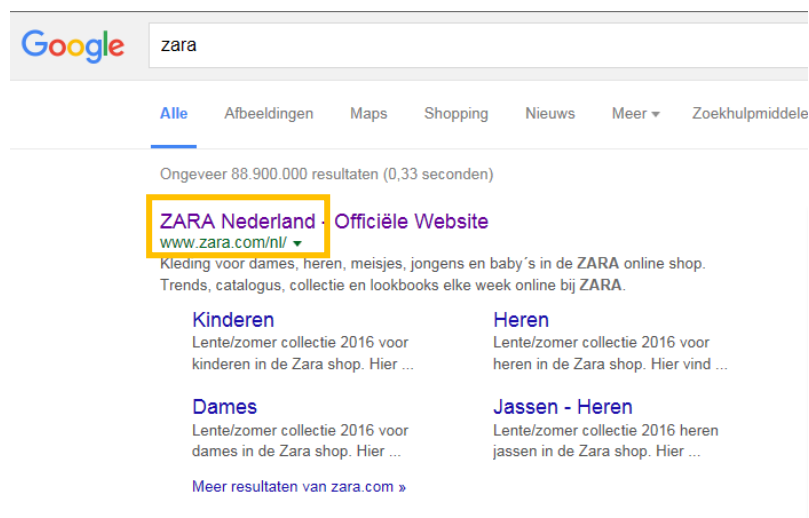 Google
zara
Alle Afbeeldingen Maps Shopping Nieuws Meer Zoekhulpmiddele
Ongeveer 88.900.000 resultaten (0,33 seconden)
ZARA Nederland - Officiële Website
www.zara.com/nl/
Kleding voor dames, heren, meisjes, jongens en baby´s in de ZARA online shop.
Trends, catalogus, collectie en lookbooks elke week online bij ZARA.
Kinderen
Lente/zomer collectie 2016 voor
kinderen in de Zara shop. Hier ...
Heren
Lente/zomer collectie 2016 voor
heren in de Zara shop. Hier vind ...
Dames
Lente/zomer collectie 2016 voor
dames in de Zara shop. Hier ...
Jassen - Heren
Lente/zomer collectie 2016 heren
jassen in de Zara shop. Hier ...
Meer resultaten van zara.com »